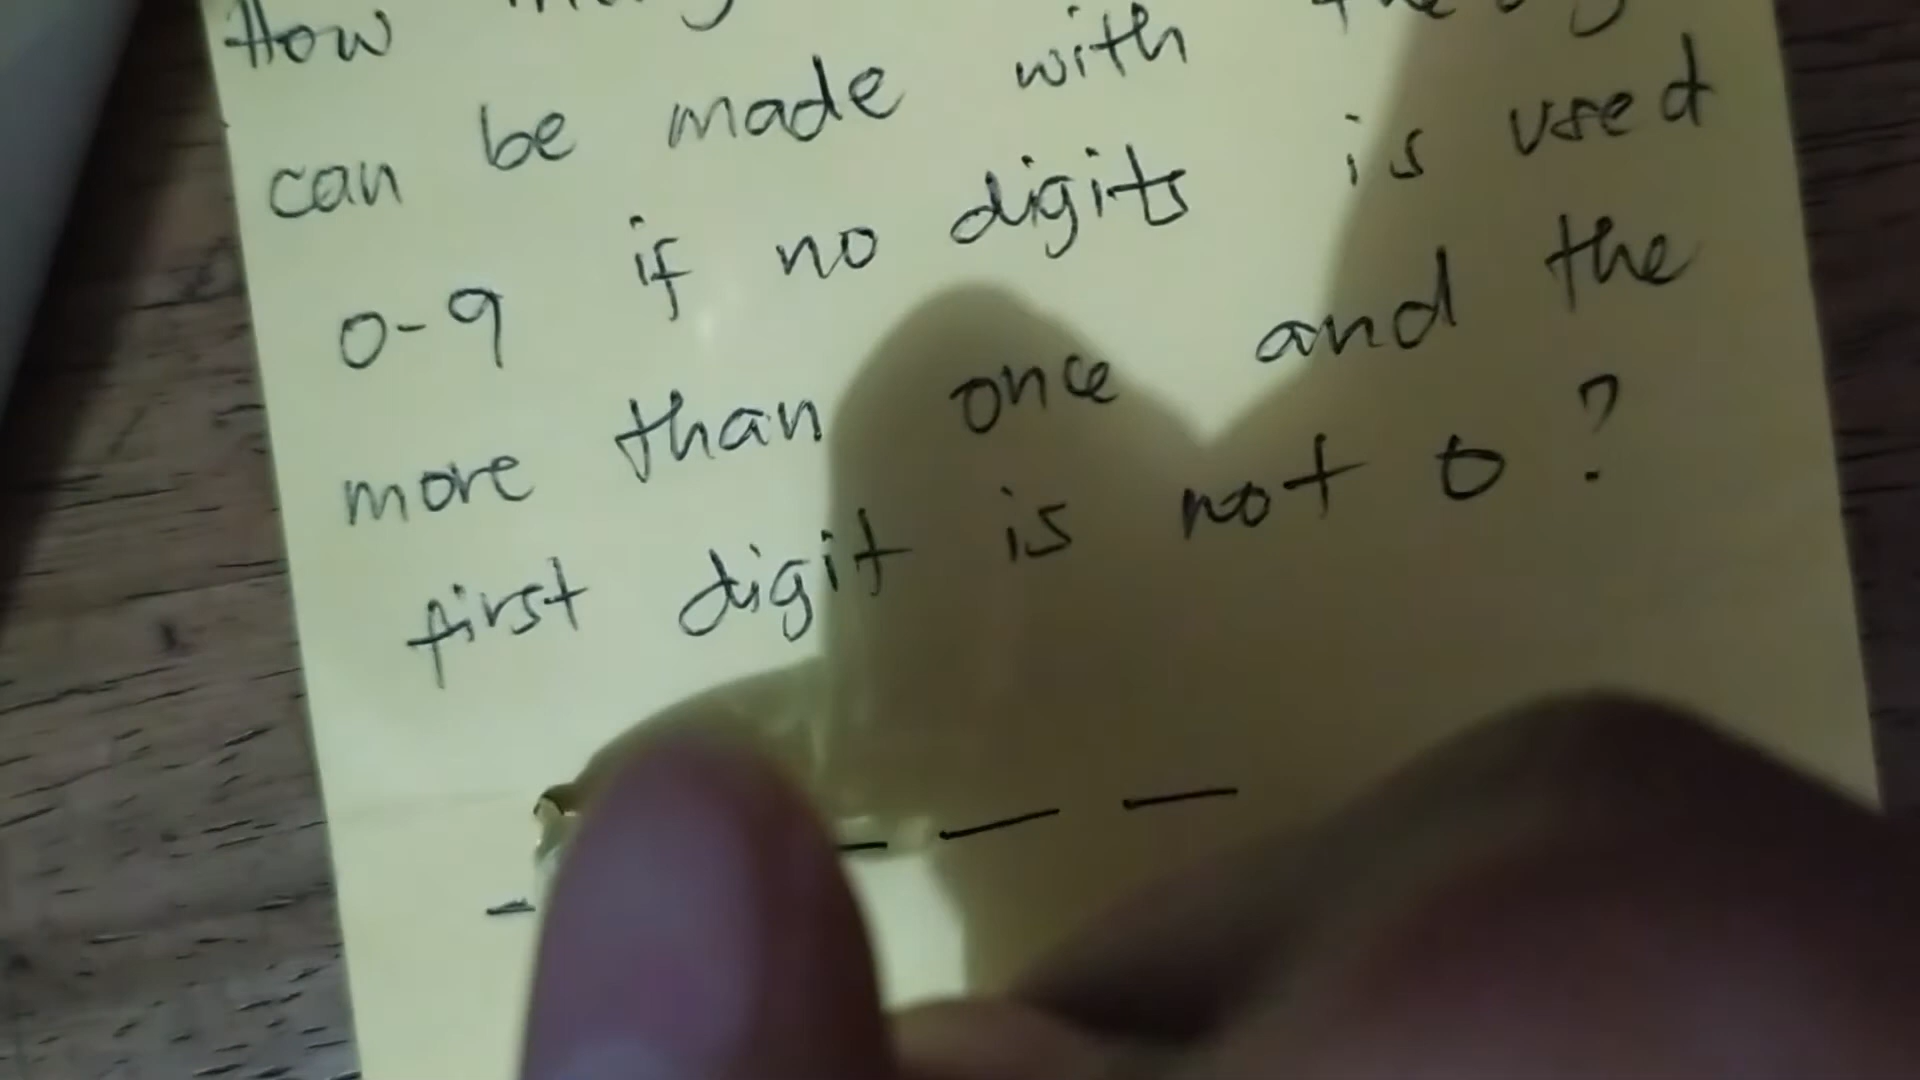 How
can be made with the
0-9 if no digits is used
more than once and the
first digit is not 0?